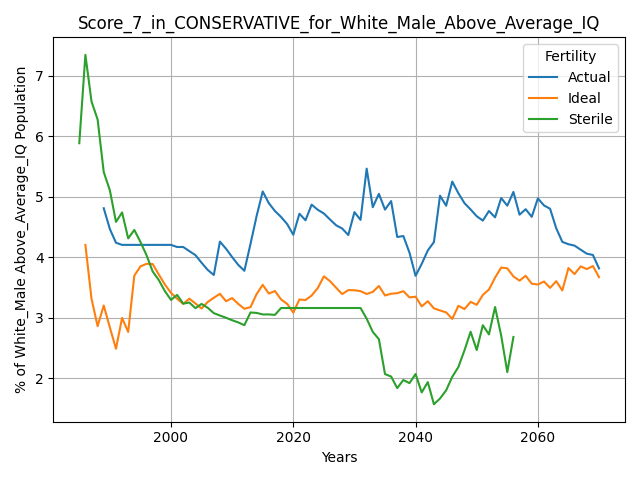 Score_7_in_CONSERVATIVE_for_White_Male_Above_Average_IQ
% of White_Male Above_Average_IQ Population
7
6
5
4
3
2
Fertility
Actual
Ideal
Sterile
2000
2020
2040
2060
Years